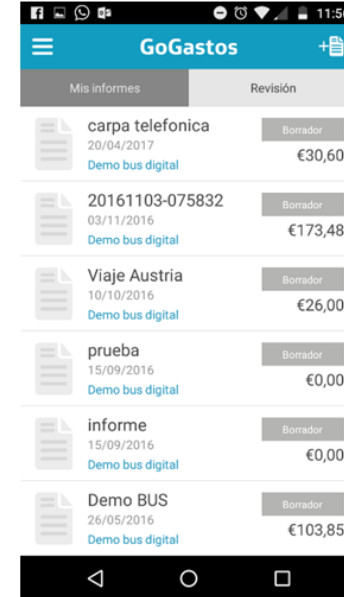 11:56
GoGastos
Mis informes
Revisión
carpa telefonica
Borrador
20/04/2017
€30,60
Demo bus digital
20161103-075832
Borrador
03/11/2016
€173,48
Demo bus digital
Viaje Austria
Borrador
10/10/2016
€26,00
Demo bus digital
prueba
Borrador
15/09/2016
€0,00
Demo bus digital
informe
Borrador
15/09/2016
€0,00
Demo bus digital
Demo BUS
Borrador
26/05/2016
€103,85
Demo bus digital